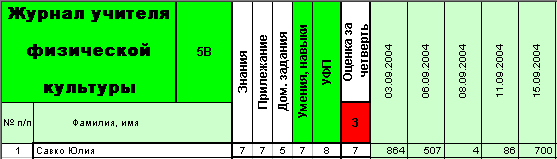 Журнал учителя
физической
культуры
5В
Знания
Прилежание
Дом. задания
Умения, навыки
УФП
Оценка за
четверть
3
03.09.2004
06.09.2004
08.09.2004
11.09.2004
15.09.2004
№ п/п Фамилия, имя
1 Савко Юлия 7 7 5 7 8 7 864 507 4 86 700